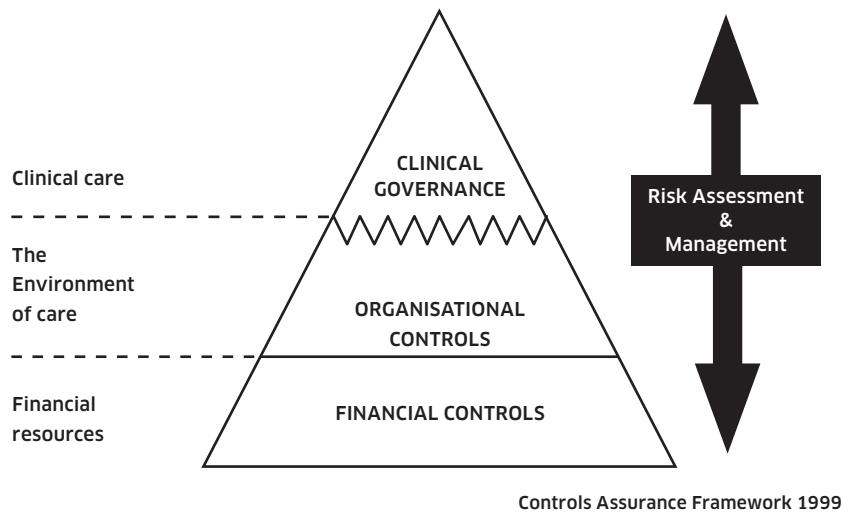 Clinical care
The
Environment
of care
Financial
resources
CLINICAL
GOVERNANCE
ORGANISATIONAL
CONTROLS
FINANCIAL CONTROLS
Risk Assessment
&
Management
Controls Assurance Framework 1999